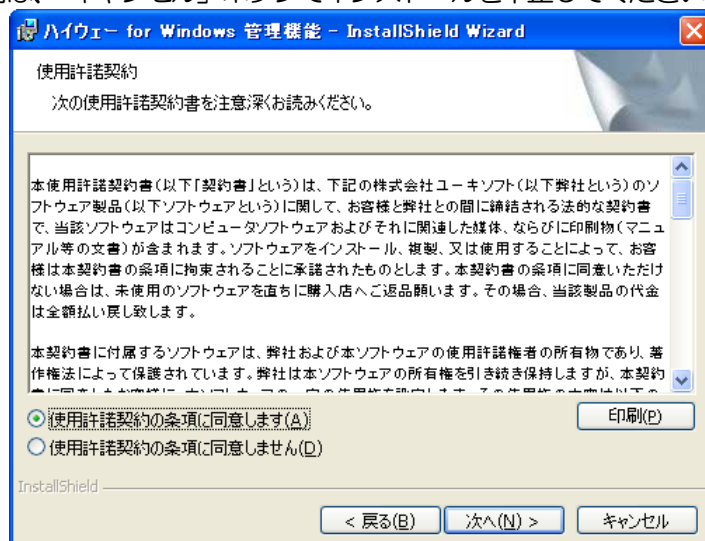 ハイウェー for Windows 管理機能 - InstallShield Wizard
使用許諾契約
次の使用許諾契約書を注意深くお読みください。
本使用許諾契約書(以下「契約書」という)は、下記の株式会社ユーキソフト(以下弊社という)のソ
フトウェア製品(以下ソフトウェアという)に関して、お客様と弊社との間に締結される法的な契約書
で、当該ソフトウェアはコンピュータソフトウェアおよびそれに関連した媒体、ならびに印刷物(マニュ
アル等の文書)が含まれます。ソフトウェアをインストール、複製、又は使用することによって、お客
様は本契約書の条項に拘束されることに承諾されたものとします。本契約書の条項に同意いただけ
ない場合は、未使用のソフトウェアを直ちに購入店へご返品願います。その場合、当該製品の代金
は全額払い戻し致します。
本契約書に付属するソフトウェアは、弊社および本ソフトウェアの使用許諾権者の所有物であり、著
作権法によって保護されています。弊社は本ソフトウェアの所有権を引き続き保持しますが、本契約
使用許諾契約の条項に同意します(A)
印刷(P)
使用許諾契約の条項に同意しません(D)
InstallShield
< 戻る(B)
次へ(N) >
キャンセル